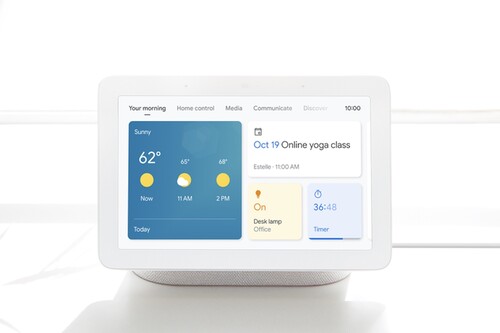 Your morning Home control Media Communicate Discover 10:00
Sunny
62°
65°
68°
Now
11 AM
2 PM
Today
Oct 19 Online yoga class
Estelle · 11:00 AM
On
Desk lamp
Office
36:48
Timer